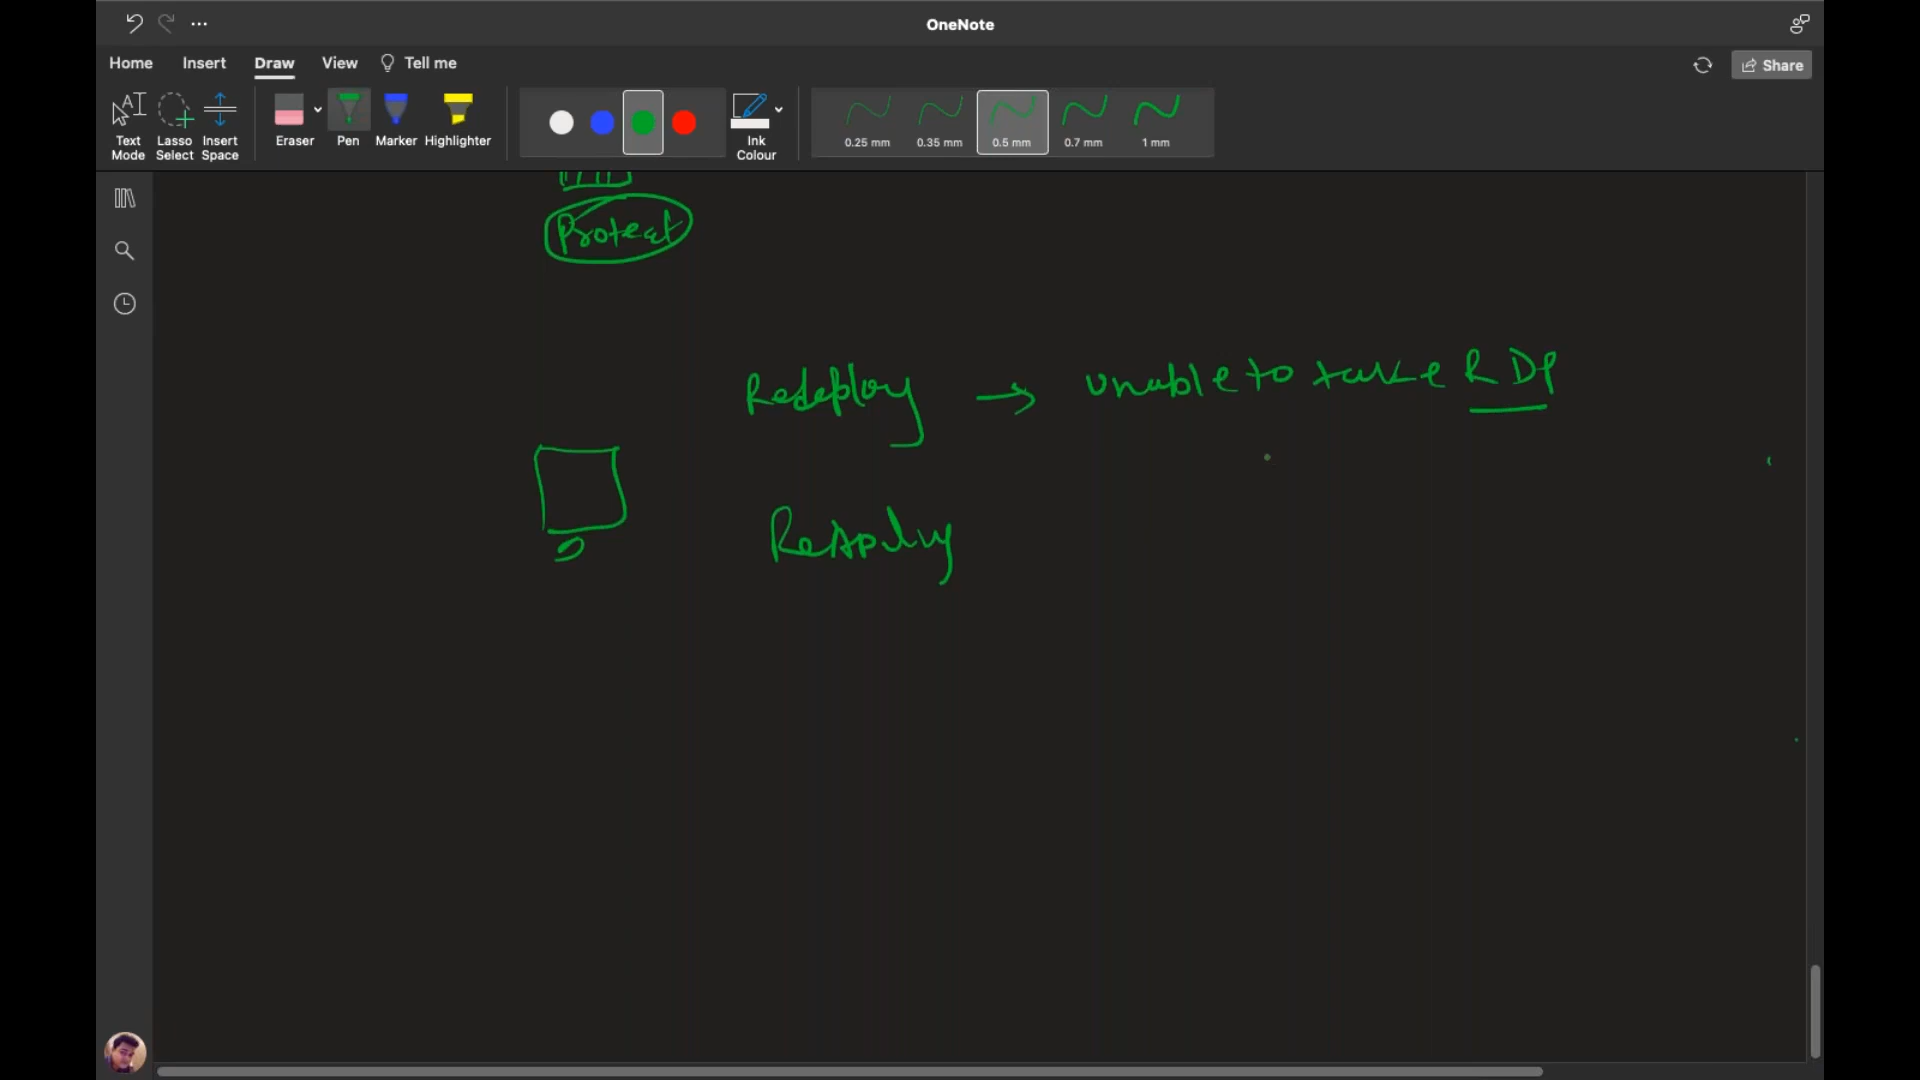 OneNote
Home Insert Draw View Tell me
Share
Text Mode
Lasso Select
Insert Space
Eraser
Pen
Marker
Highlighter
Ink Colour
0.25 mm
0.35 mm
0.5 mm
0.7 mm
1 mm
Protect
Redeploy → unable to take RDP
Reapply